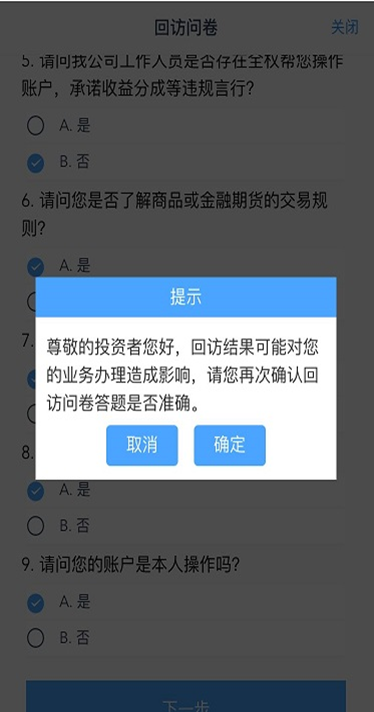 回访问卷
关闭
5. 请问我公司工作人员是否存在全权帮您操作
账户，承诺收益分成等违规言行?
A. 是
B. 否
6. 请问您是否了解商品或金融期货的交易规
则?
A. 是
提示
尊敬的投资者您好，回访结果可能对您
的业务办理造成影响，请您再次确认回
访问卷答题是否准确。
取消
确定
7.
8.
A. 是
B. 否
9. 请问您的账户是本人操作吗?
A. 是
B. 否
下一步